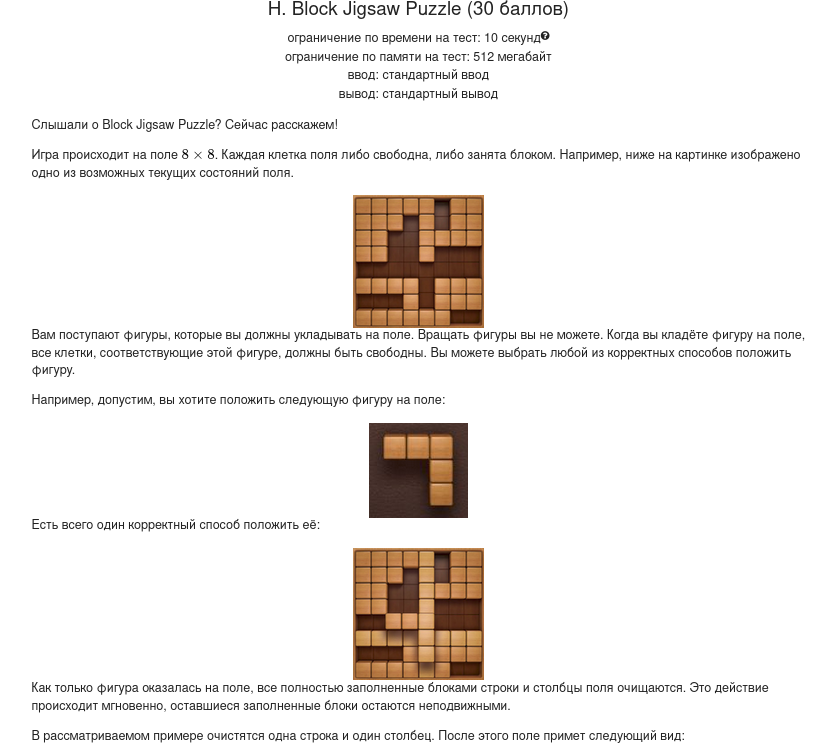 H. Block Jigsaw Puzzle (30 баллов)
ограничение по времени на тест: 10 секунд
ограничение по памяти на тест: 512 мегабайт
ввод: стандартный ввод
вывод: стандартный вывод
Слышали о Block Jigsaw Puzzle? Сейчас расскажем!
Игра происходит на поле 8 × 8. Каждая клетка поля либо свободна, либо занята блоком. Например, ниже на картинке изображено
одно из возможных текущих состояний поля.
Вам поступают фигуры, которые вы должны укладывать на поле. Вращать фигуры вы не можете. Когда вы кладёте фигуру на поле,
все клетки, соответствующие этой фигуре, должны быть свободны. Вы можете выбрать любой из корректных способов положить
фигуру.
Например, допустим, вы хотите положить следующую фигуру на поле:
Есть всего один корректный способ положить её:
Как только фигура оказалась на поле, все полностью заполненные блоками строки и столбцы поля очищаются. Это действие
происходит мгновенно, оставшиеся заполненные блоки остаются неподвижными.
В рассматриваемом примере очистятся одна строка и один столбец. После этого поле примет следующий вид: